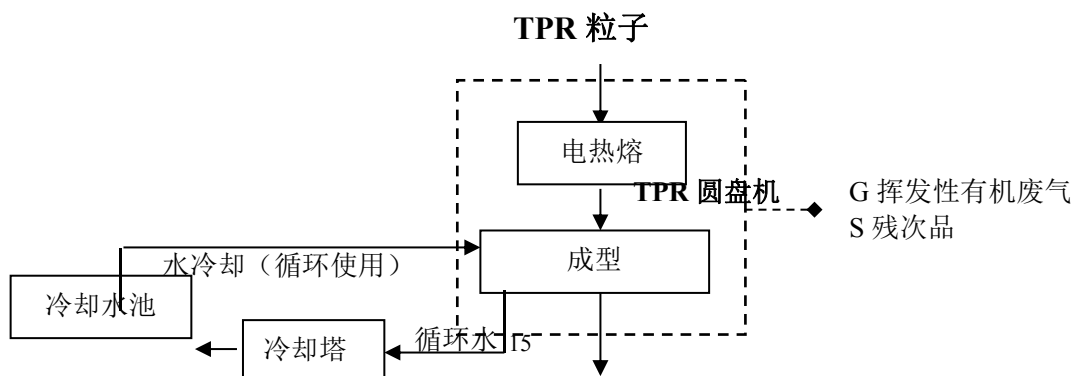 TPR 粒子
电热熔
TPR 圆盘机
G 挥发性有机废气
S 残次品
成型
水冷却（循环使用）
冷却水池
冷却塔
循环水
15